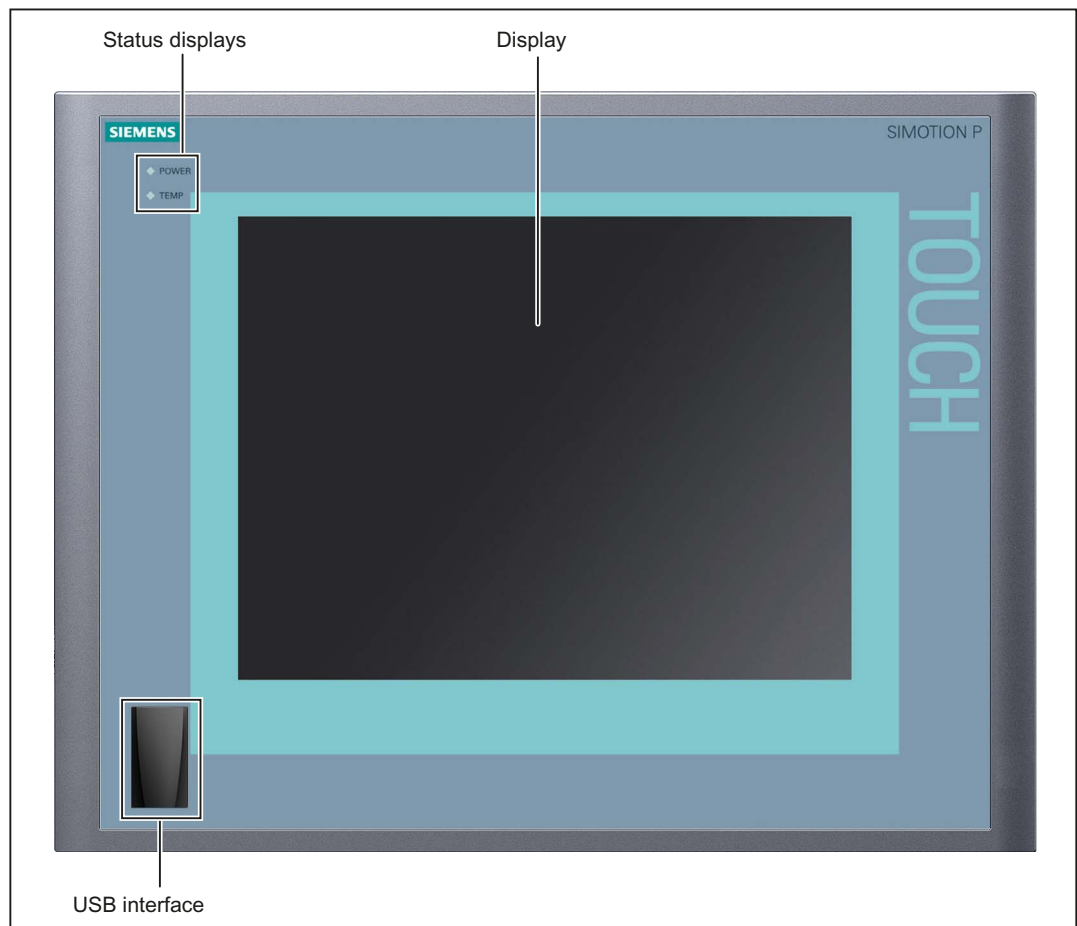 Status displays
Display
SIEMENS
SIMOTION P
POWER
TEMP
TOUCH
USB interface